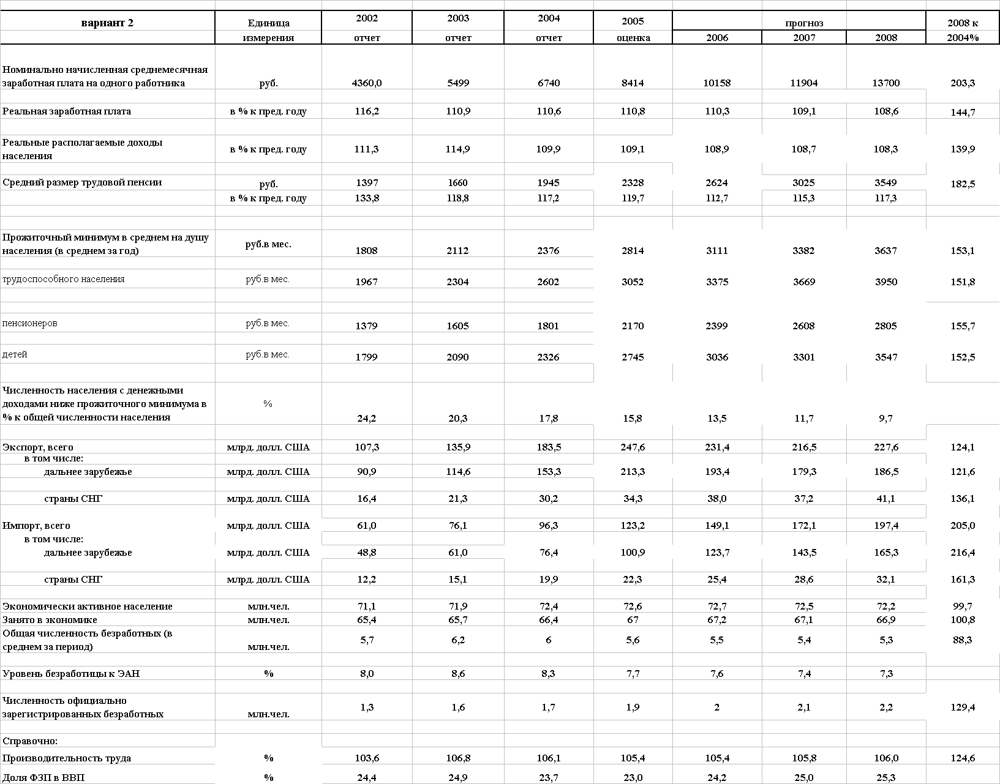 вариант 2 Единица 2002 2003 2004 2005 прогноз 2008 к
измерения отчет отчет отчет оценка 2006 2007 2008 2004%
Номинально начисленная среднемесячная
заработная плата на одного работника руб. 4360,0 5499 6740 8414 10158 11904 13700 203,3
Реальная заработная плата в % к пред. году 116,2 110,9 110,6 110,8 110,3 109,1 108,6 144,7
Реальные располагаемые доходы
населения в % к пред. году 111,3 114,9 109,9 109,1 108,9 108,7 108,3 139,9
Средний размер трудовой пенсии руб. 1397 1660 1945 2328 2624 3025 3549 182,5
в % к пред. году 133,8 118,8 117,2 119,7 112,7 115,3 117,3
Прожиточный минимум в среднем на душу
населения (в среднем за год) руб.в мес. 1808 2112 2376 2814 3111 3382 3637 153,1
трудоспособного населения руб.в мес. 1967 2304 2602 3052 3375 3669 3950 151,8
пенсионеров руб.в мес. 1379 1605 1801 2170 2399 2608 2805 155,7
детей руб.в мес. 1799 2090 2326 2745 3036 3301 3547 152,5
Численность населения с денежными
доходами ниже прожиточного минимума в %
% к общей численности населения 24,2 20,3 17,8 15,8 13,5 11,7 9,7
Экспорт, всего млрд. долл. США 107,3 135,9 183,5 247,6 231,4 216,5 227,6 124,1
в том числе:
дальнее зарубежье млрд. долл. США 90,9 114,6 153,3 213,3 193,4 179,3 186,5 121,6
страны СНГ млрд. долл. США 16,4 21,3 30,2 34,3 38,0 37,2 41,1 136,1
Импорт, всего млрд. долл. США 61,0 76,1 96,3 123,2 149,1 172,1 197,4 205,0
в том числе:
дальнее зарубежье млрд. долл. США 48,8 61,0 76,4 100,9 123,7 143,5 165,3 216,4
страны СНГ млрд. долл. США 12,2 15,1 19,9 22,3 25,4 28,6 32,1 161,3
Экономически активное население млн.чел. 71,1 71,9 72,4 72,6 72,7 72,5 72,2 99,7
Занято в экономике млн.чел. 65,4 65,7 66,4 67 67,2 67,1 66,9 100,8
Общая численность безработных (в
среднем за период) млн.чел. 5,7 6,2 6 5,6 5,5 5,4 5,3 88,3
Уровень безработицы к ЭАН % 8,0 8,6 8,3 7,7 7,6 7,4 7,3
Численность официально
зарегистрированных безработных млн.чел. 1,3 1,6 1,7 1,9 2 2,1 2,2 129,4
Справочно:
Производительность труда % 103,6 106,8 106,1 105,4 105,4 105,8 106,0 124,6
Доля ФЗП в ВВП % 24,4 24,9 23,7 23,0 24,2 25,0 25,3